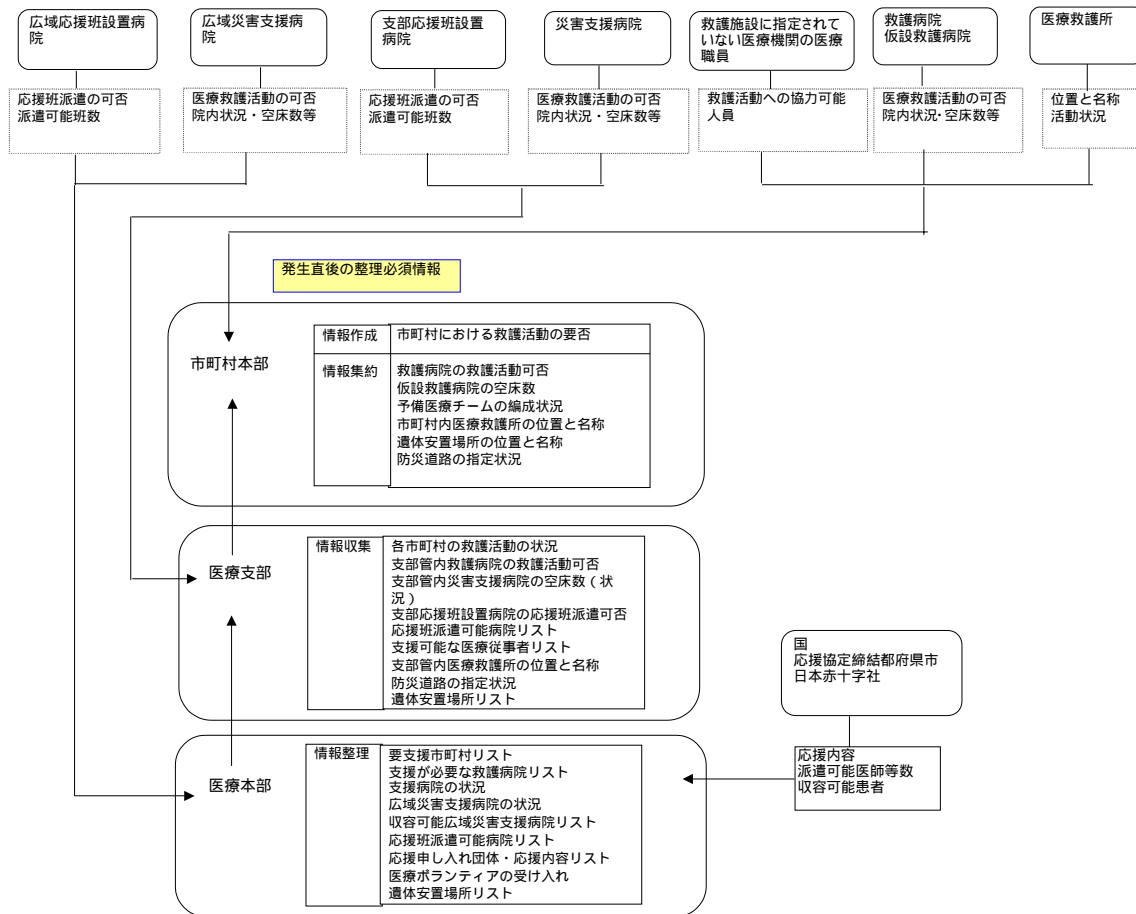 広域応援班設置病
院
広域災害支援病
院
支部応援班設置
病院
災害支援病院
救護施設に指定されて
いない医療機関の医療
職員
救護病院
仮設救護病院
医療救護所
応援班派遣の可否
派遣可能班数
医療救護活動の可否
院内状況・空床数等
応援班派遣の可否
派遣可能班数
医療救護活動の可否
院内状況・空床数等
救護活動への協力可能
人員
医療救護活動の可否
院内状況・空床数等
位置と名称
活動状況
発生直後の整理必須情報
市町村本部
情報作成
市町村における救護活動の要否
情報集約
救護病院の救護活動可否
仮設救護病院の空床数
予備医療チームの編成状況
市町村内医療救護所の位置と名称
遺体安置場所の位置と名称
防災道路の指定状況
医療支部
情報収集
各市町村の救護活動の状況
支部管内救護病院の救護活動可否
支部管内災害支援病院の空床数(状
況)
支部応援班設置病院の応援班派遣可否
応援班派遣可能病院リスト
支援可能な医療従事者リスト
支部管内医療救護所の位置と名称
防災道路の指定状況
遺体安置場所リスト
医療本部
情報整理
要支援市町村リスト
支援が必要な救護病院リスト
支援病院の状況
広域災害支援病院の状況
収容可能広域災害支援病院リスト
応援班派遣可能病院リスト
応援申し入れ団体・応援内容リスト
医療ボランティアの受け入れ
遺体安置場所リスト
国
応援協定締結都府県市
日本赤十字社
応援内容
派遣可能医師等数
収容可能患者